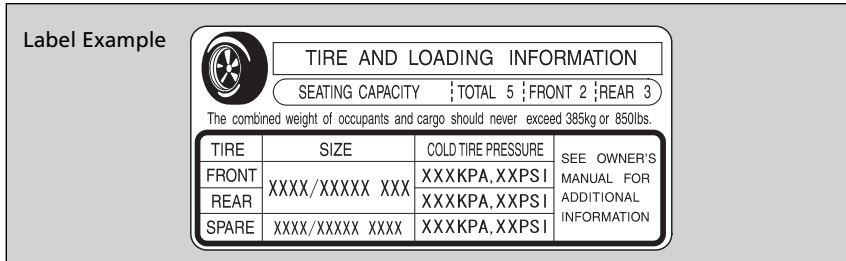 Label Example
TIRE AND LOADING INFORMATION
SEATING CAPACITY TOTAL 5 FRONT 2 REAR 3
The combined weight of occupants and cargo should never exceed 385kg or 850lbs.
TIRE SIZE COLD TIRE PRESSURE SEE OWNER'S MANUAL FOR ADDITIONAL INFORMATION
FRONT XXXX/XXXXX XXX XXXKPA,XXPSI
REAR XXXKPA,XXPSI
SPARE XXXX/XXXXX XXXX XXXKPA,XXPSI